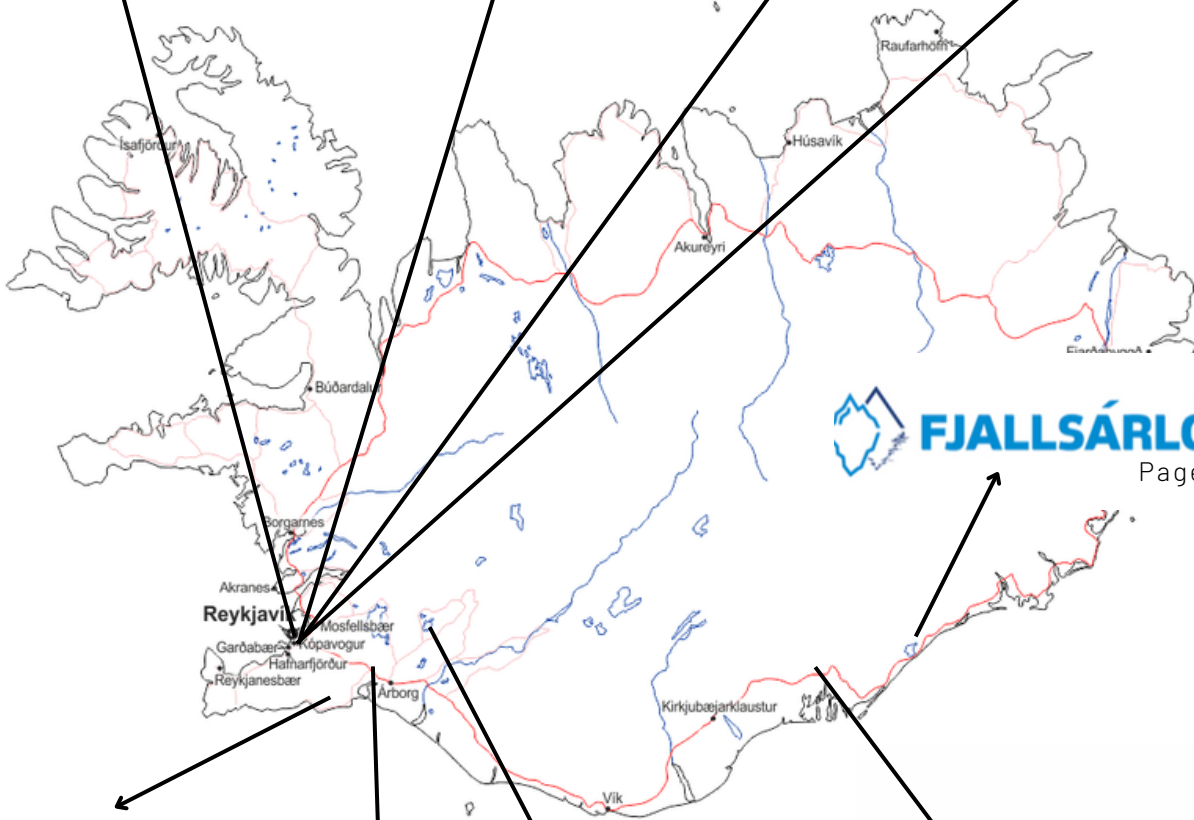 Raufarhöfn
Ísafjörður
Húsavík
Akureyri
Búðardalur
FJALLSÁRLO
Page
Borgarnes
Akranes
Reykjavík
Mosfellsbær
Garðabær
Kópavogur
Hafnarfjörður
Reykjanesbær
Árborg
Kirkjubæjarklaustur
Vík